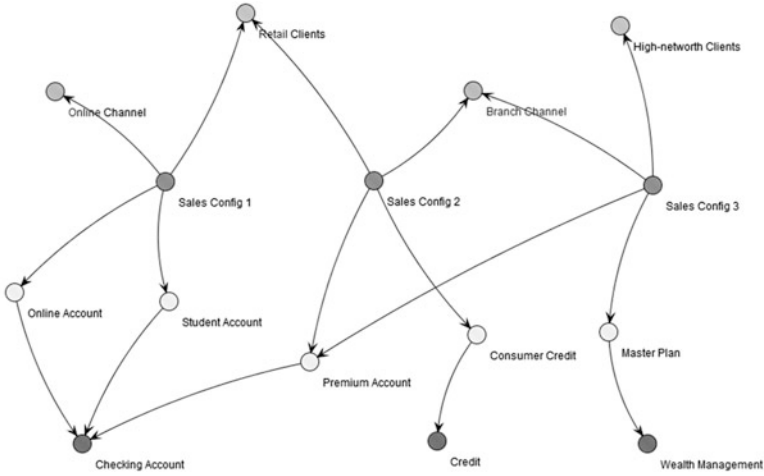 Retail Clients
High-networth Clients
Online Channel
Branch Channel
Sales Config 1
Sales Config 2
Sales Config 3
Online Account
Student Account
Consumer Credit
Master Plan
Premium Account
Checking Account
Credit
Wealth Management